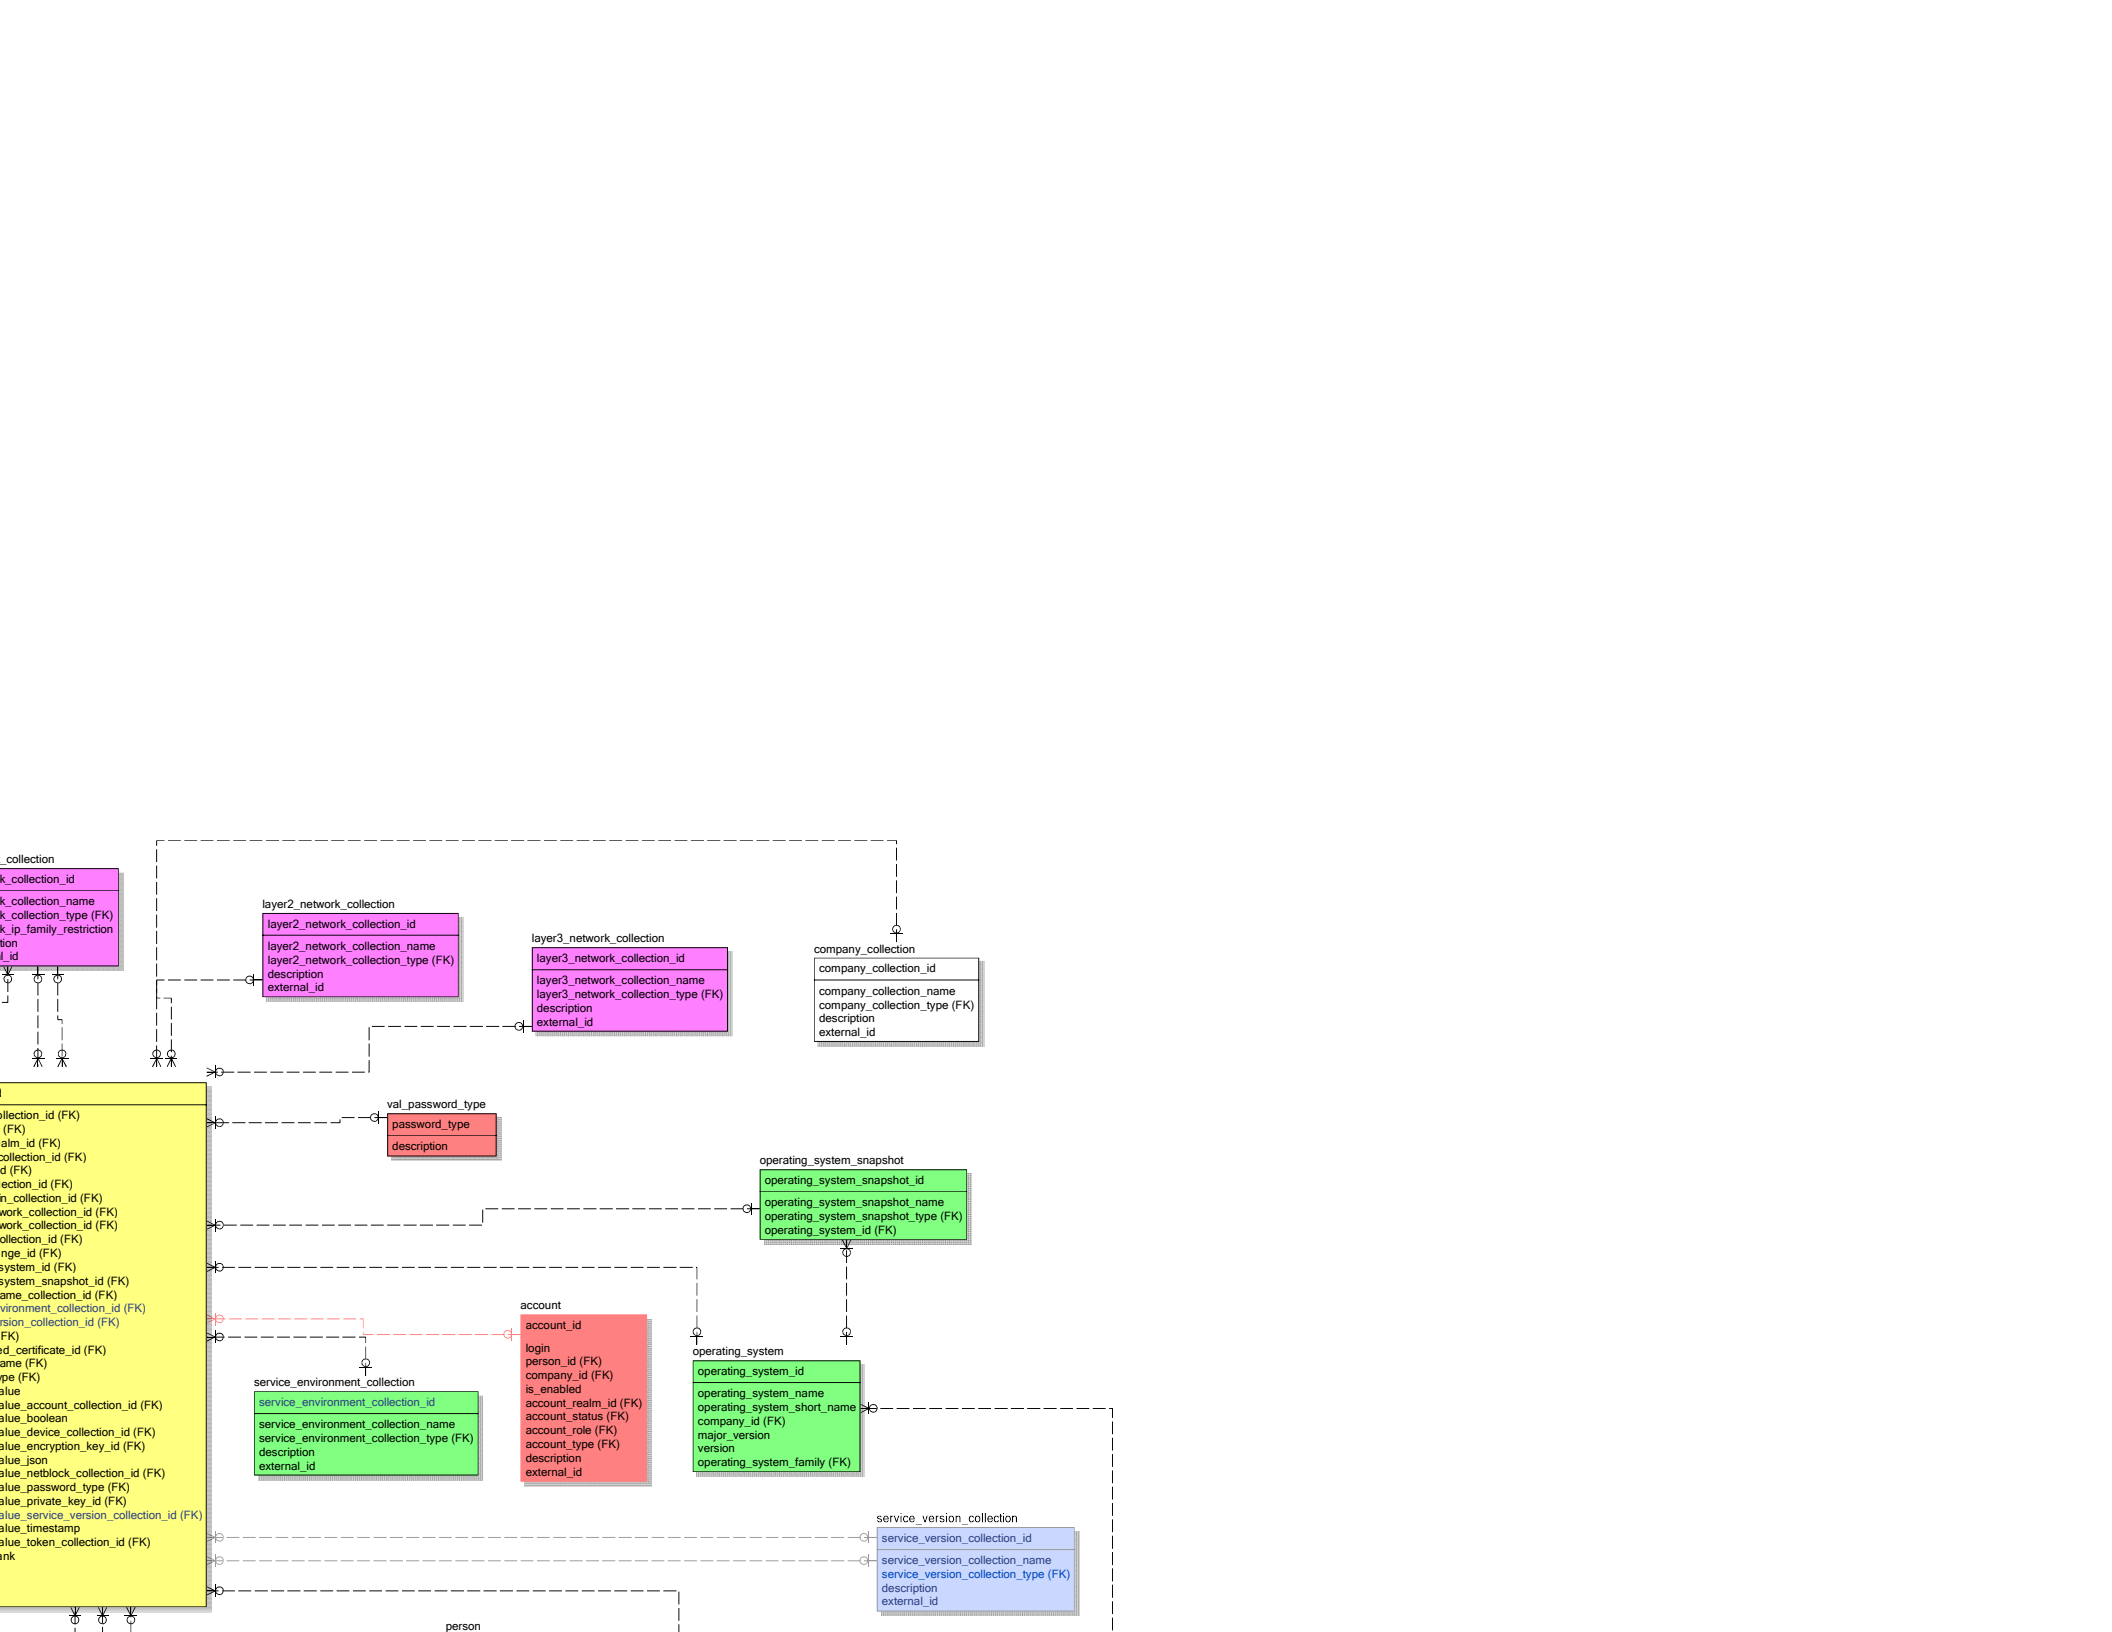 _collection
k_collection_id
k_collection_name
k_collection_type (FK)
k_ip_family_restriction
tion
l_id
layer2_network_collection
layer2_network_collection_id
layer2_network_collection_name
layer2_network_collection_type (FK)
description
external_id
layer3_network_collection
layer3_network_collection_id
layer3_network_collection_name
layer3_network_collection_type (FK)
description
external_id
company_collection
company_collection_id
company_collection_name
company_collection_type (FK)
description
external_id
ollection_id (FK)
(FK)
alm_id (FK)
collection_id (FK)
d (FK)
lection_id (FK)
in_collection_id (FK)
work_collection_id (FK)
work_collection_id (FK)
ollection_id (FK)
nge_id (FK)
system_id (FK)
system_snapshot_id (FK)
ame_collection_id (FK)
vironment_collection_id (FK)
rsion_collection_id (FK)
FK)
ed_certificate_id (FK)
ame (FK)
ype (FK)
alue
alue_account_collection_id (FK)
alue_boolean
alue_device_collection_id (FK)
alue_encryption_key_id (FK)
alue_json
alue_netblock_collection_id (FK)
alue_password_type (FK)
alue_private_key_id (FK)
alue_service_version_collection_id (FK)
alue_timestamp
alue_token_collection_id (FK)
ank
val_password_type
password_type
description
operating_system_snapshot
operating_system_snapshot_id
operating_system_snapshot_name
operating_system_snapshot_type (FK)
operating_system_id (FK)
account
account_id
login
person_id (FK)
company_id (FK)
is_enabled
account_realm_id (FK)
account_status (FK)
account_role (FK)
account_type (FK)
description
external_id
operating_system
operating_system_id
operating_system_name
operating_system_short_name
company_id (FK)
major_version
version
operating_system_family (FK)
service_environment_collection
service_environment_collection_id
service_environment_collection_name
service_environment_collection_type (FK)
description
external_id
service_version_collection
service_version_collection_id
service_version_collection_name
service_version_collection_type (FK)
description
external_id
person